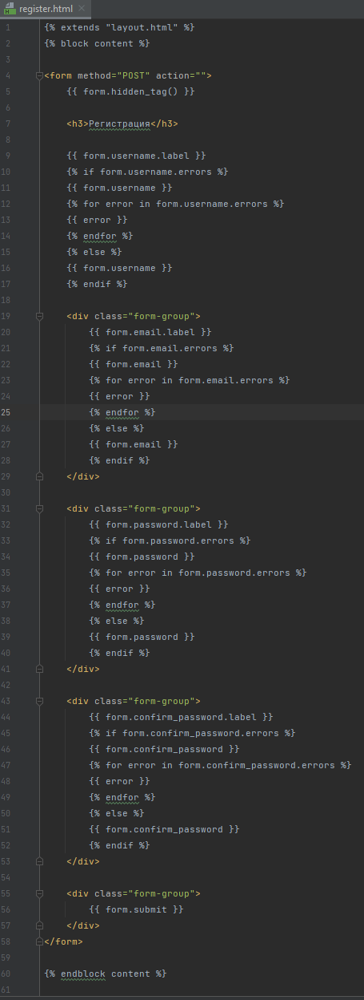 register.html
1 {% extends "layout.html" %}
2 {% block content %}
3
4 <form method="POST" action="">
5 {{ form.hidden_tag() }}
6
7 <h3>Регистрация</h3>
8
9 {{ form.username.label }}
10 {% if form.username.errors %}
11 {{ form.username }}
12 {% for error in form.username.errors %}
13 {{ error }}
14 {% endfor %}
15 {% else %}
16 {{ form.username }}
17 {% endif %}
18
19 <div class="form-group">
20 {{ form.email.label }}
21 {% if form.email.errors %}
22 {{ form.email }}
23 {% for error in form.email.errors %}
24 {{ error }}
25 {% endfor %}
26 {% else %}
27 {{ form.email }}
28 {% endif %}
29 </div>
30
31 <div class="form-group">
32 {{ form.password.label }}
33 {% if form.password.errors %}
34 {{ form.password }}
35 {% for error in form.password.errors %}
36 {{ error }}
37 {% endfor %}
38 {% else %}
39 {{ form.password }}
40 {% endif %}
41 </div>
42
43 <div class="form-group">
44 {{ form.confirm_password.label }}
45 {% if form.confirm_password.errors %}
46 {{ form.confirm_password }}
47 {% for error in form.confirm_password.errors %}
48 {{ error }}
49 {% endfor %}
50 {% else %}
51 {{ form.confirm_password }}
52 {% endif %}
53 </div>
54
55 <div class="form-group">
56 {{ form.submit }}
57 </div>
58 </form>
59
60 {% endblock content %}
61